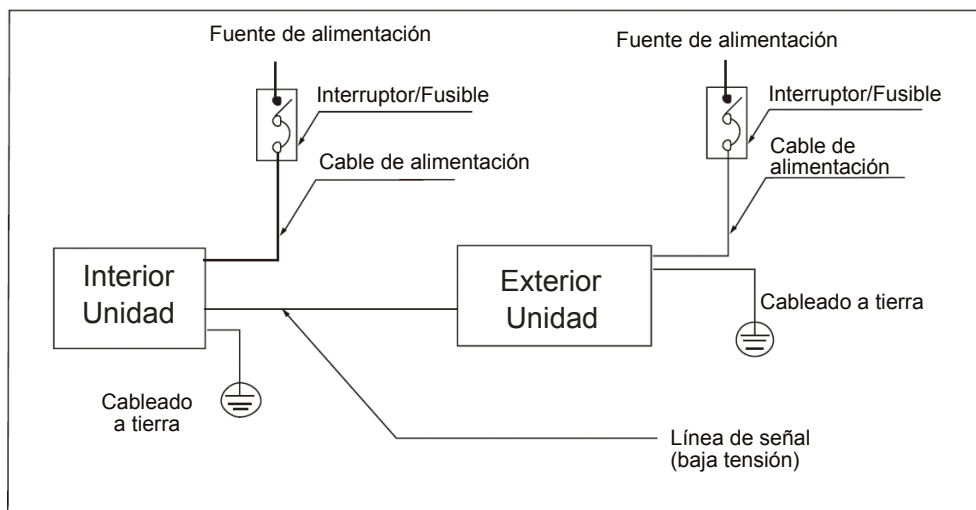 Fuente de alimentación
Interruptor/Fusible
Cable de alimentación
Interior
Unidad
Cableado
a tierra
Fuente de alimentación
Interruptor/Fusible
Cable de
alimentación
Exterior
Unidad
Cableado a tierra
Línea de señal
(baja tensión)